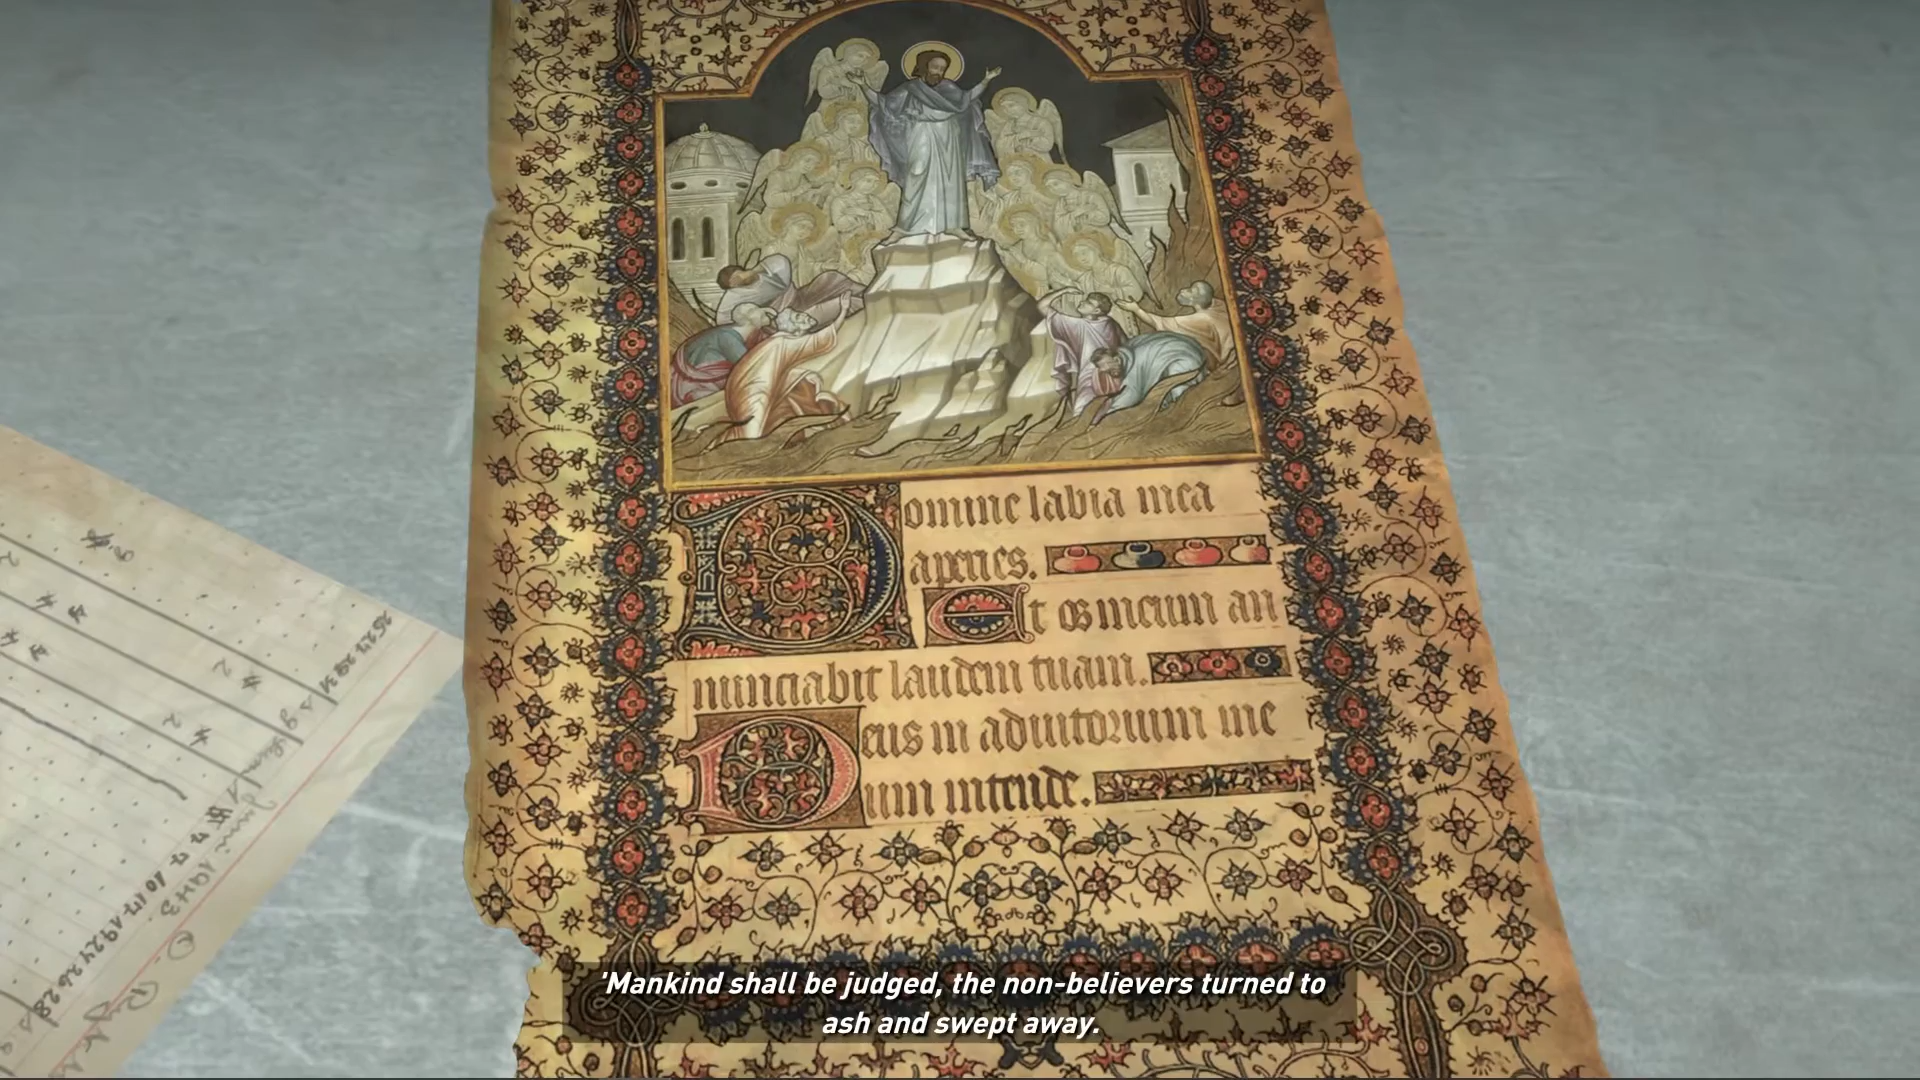 Domine labia mea
aperies.
Et os meum an
nunciabit laudem tuam.
Deus in adiutorium me
um intende.
'Mankind shall be judged, the non-believers turned to
ash and swept away.